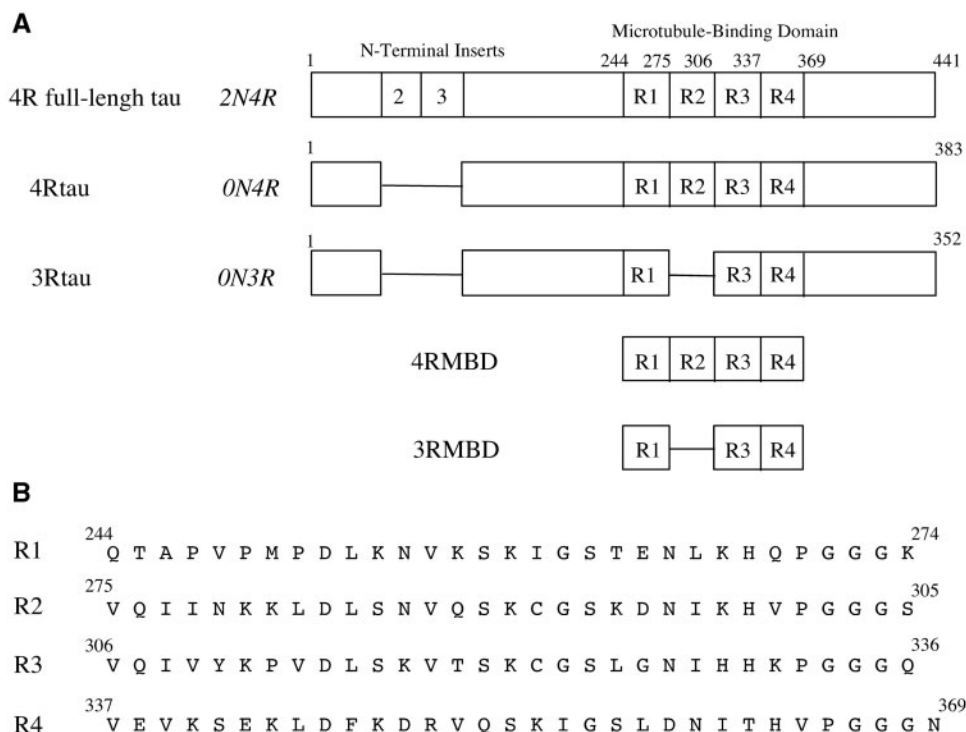 A
Microtubule-Binding Domain
N-Terminal Inserts
1 244 275 306 337 369 441
4R full-lengh tau 2N4R 2 3 R1 R2 R3 R4
1 383
4Rtau 0N4R R1 R2 R3 R4
1 352
3Rtau 0N3R R1 R3 R4
4RMBD R1 R2 R3 R4
3RMBD R1 R3 R4
B
244 274
R1 Q T A P V P M P D L K N V K S K I G S T E N L K H Q P G G G K
275 305
R2 V Q I I N K K L D L S N V Q S K C G S K D N I K H V P G G G S
306 336
R3 V Q I V Y K P V D L S K V T S K C G S L G N I H H K P G G G Q
337 369
R4 V E V K S E K L D F K D R V Q S K I G S L D N I T H V P G G G N